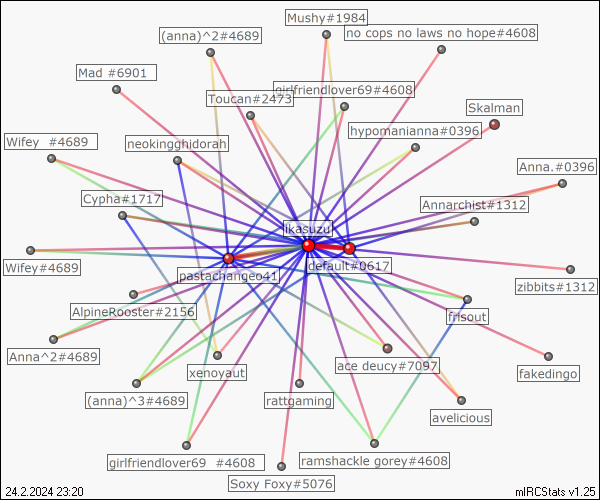 Mushy#1984
(anna)^2#4689
no cops no laws no hope#4608
Mad #6901
girlfriendlover69#4608
Toucan#2473
Skalman
hypomanianna#0396
Wifey #4689
neokingghidorah
Anna.#0396
Cypha#1717
Annarchist#1312
ikasuzu
Wifey#4689
pastachangeo41
default#0617
zibbits#1312
AlpineRooster#2156
frisout
Anna^2#4689
xenoyaut
ace deucy#7097
fakedingo
(anna)^3#4689
rattgaming
avelicious
girlfriendlover69 #4608
ramshackle gorey#4608
Soxy Foxy#5076
24.2.2024 23:20
mIRCStats v1.25